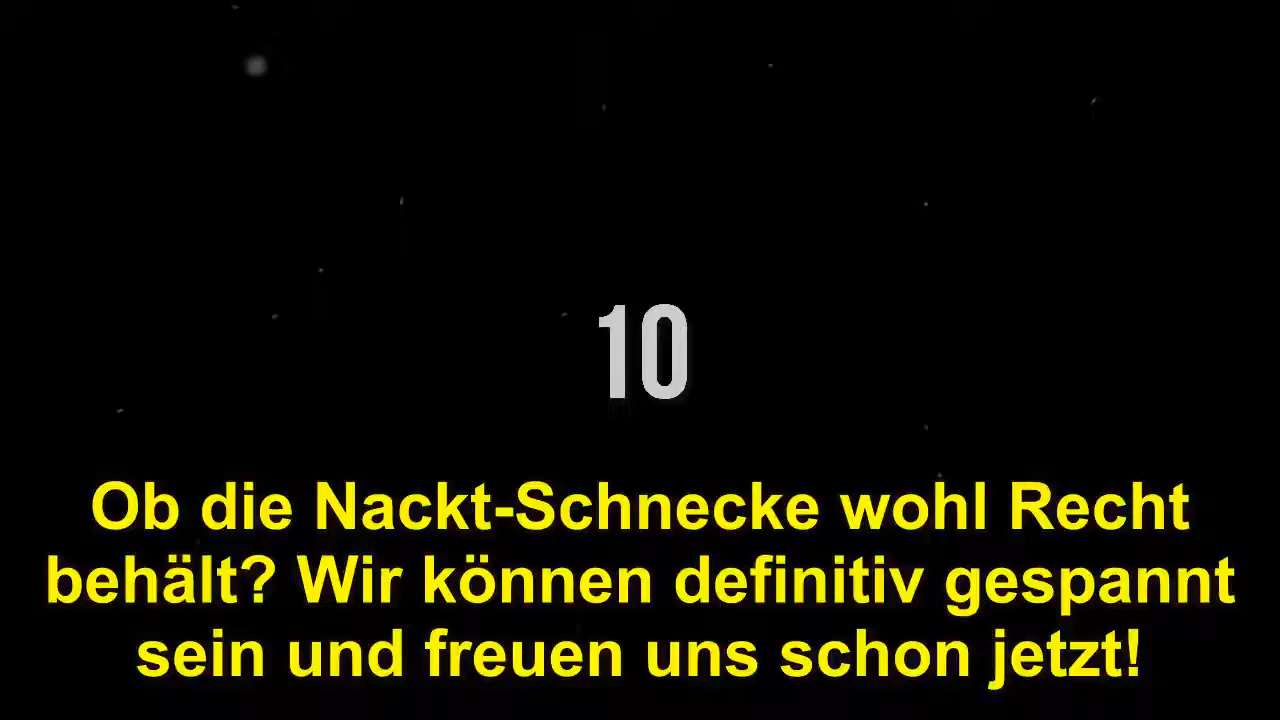 10
Ob die Nackt-Schnecke wohl Recht
behält? Wir können definitiv gespannt
sein und freuen uns schon jetzt!